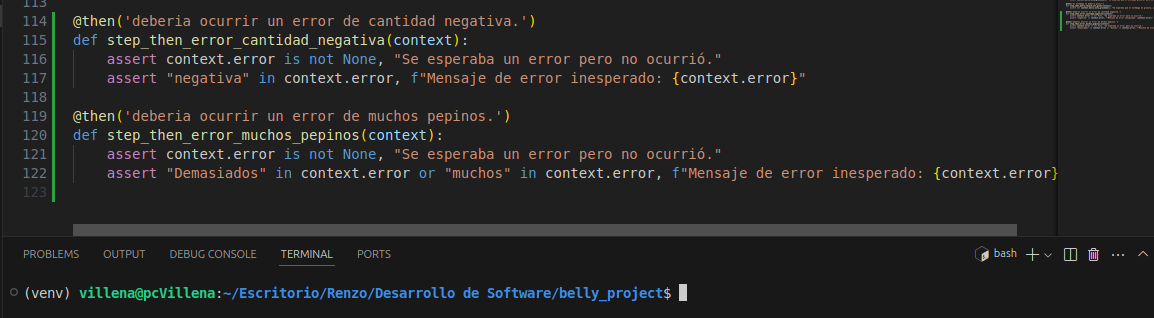 113
114 @then('deberia ocurrir un error de cantidad negativa.')
115 def step_then_error_cantidad_negativa(context):
116 assert context.error is not None, "Se esperaba un error pero no ocurrió."
117 assert "negativa" in context.error, f"Mensaje de error inesperado: {context.error}"
118
119 @then('deberia ocurrir un error de muchos pepinos.')
120 def step_then_error_muchos_pepinos(context):
121 assert context.error is not None, "Se esperaba un error pero no ocurrió."
122 assert "Demasiados" in context.error or "muchos" in context.error, f"Mensaje de error inesperado: {context.error}
123
PROBLEMS OUTPUT DEBUG CONSOLE TERMINAL PORTS bash
(venv) villena@pcVillena:~/Escritorio/Renzo/Desarrollo de Software/belly_project$